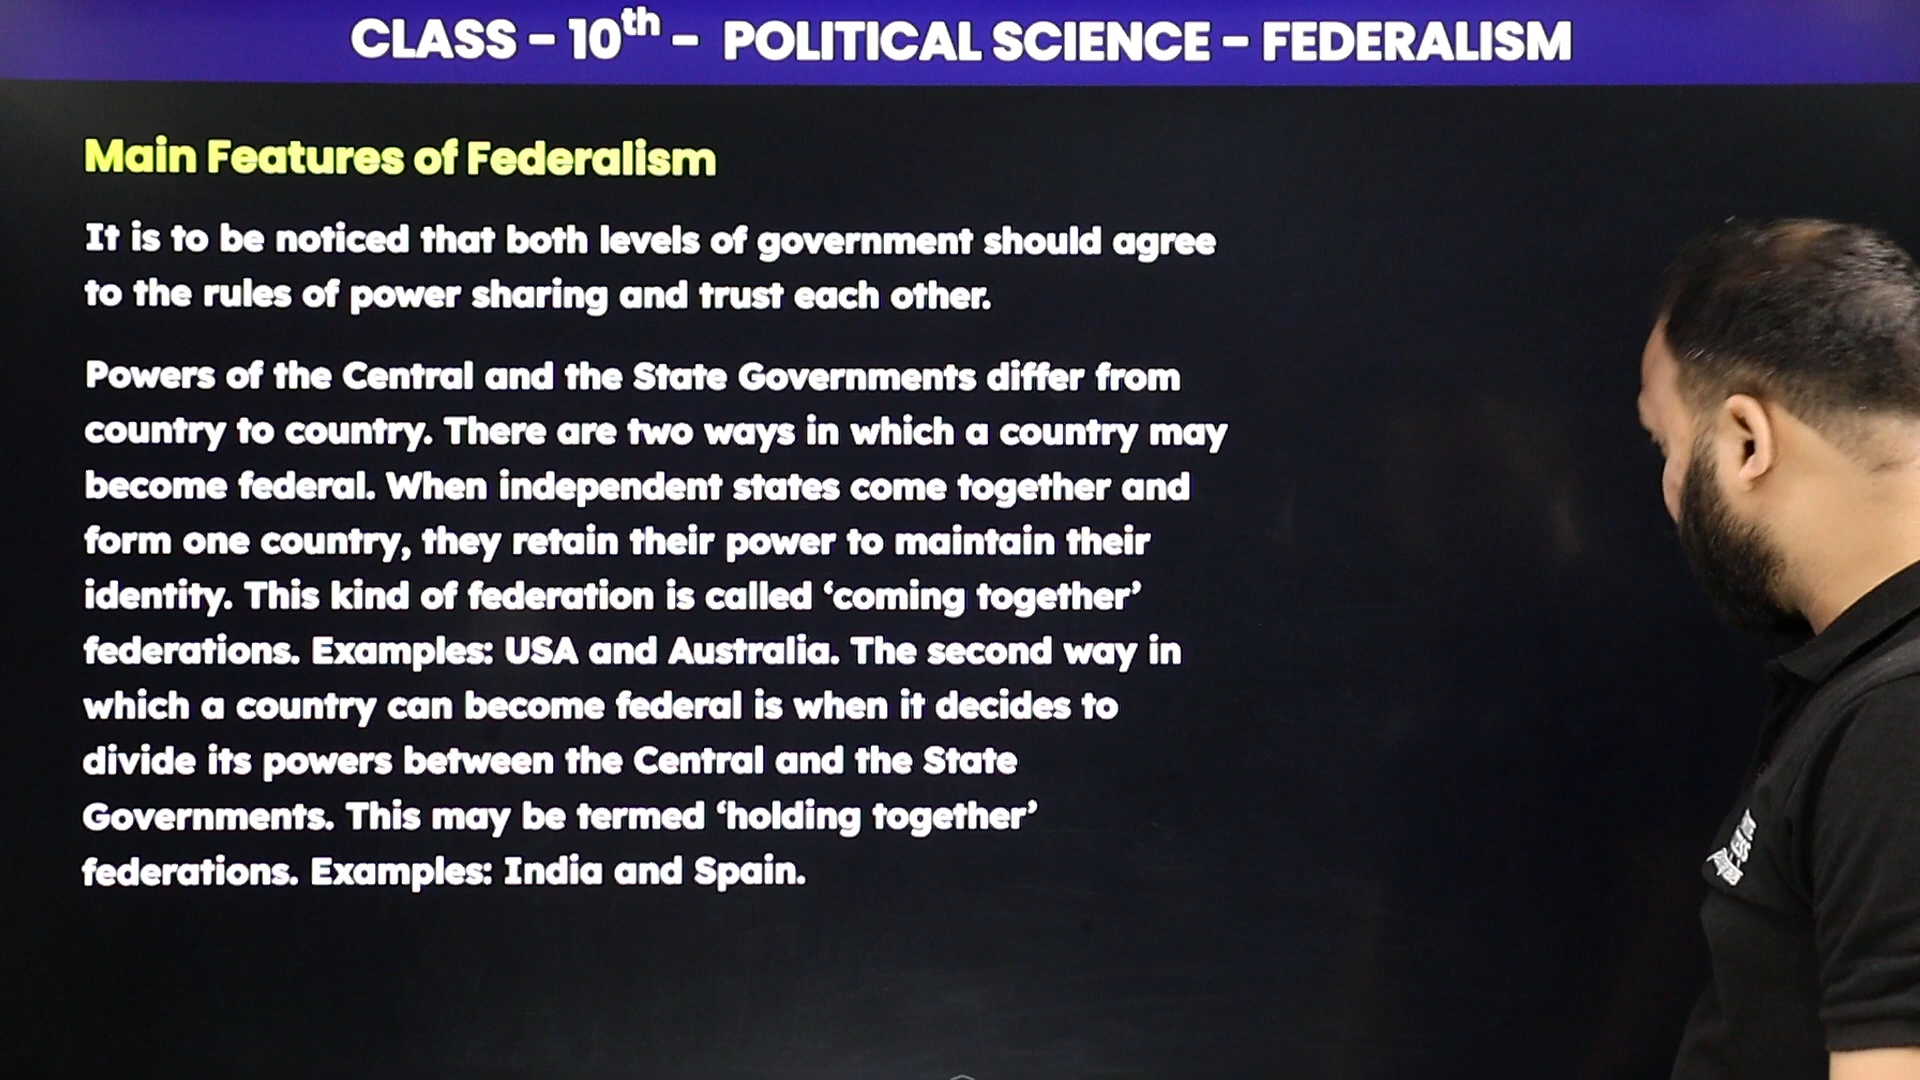 CLASS – 10th – POLITICAL SCIENCE – FEDERALISM
Main Features of Federalism
It is to be noticed that both levels of government should agree
to the rules of power sharing and trust each other.
Powers of the Central and the State Governments differ from
country to country. There are two ways in which a country may
become federal. When independent states come together and
form one country, they retain their power to maintain their
identity. This kind of federation is called ‘coming together’
federations. Examples: USA and Australia. The second way in
which a country can become federal is when it decides to
divide its powers between the Central and the State
Governments. This may be termed ‘holding together’
federations. Examples: India and Spain.